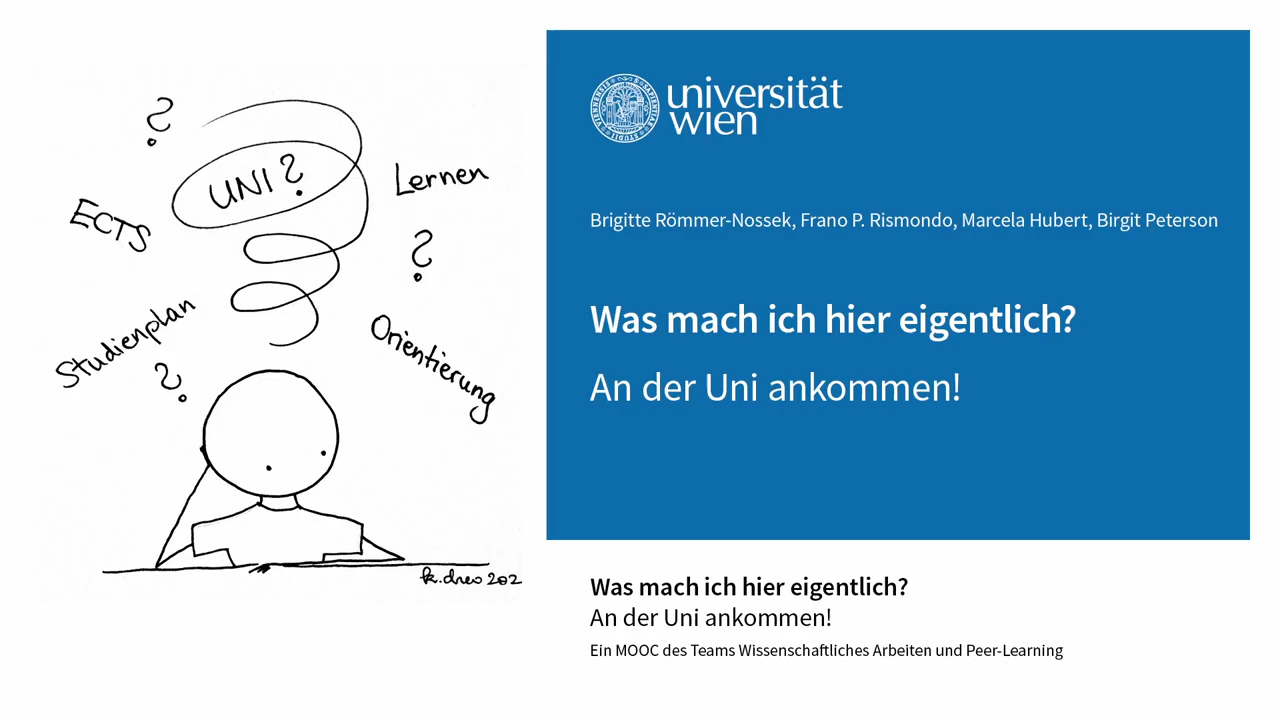 ?
UNI?
Lernen
ECTS
?
Studienplan
?
Orientierung
universität
wien
Brigitte Römmer-Nossek, Frano P. Rismondo, Marcela Hubert, Birgit Peterson
Was mach ich hier eigentlich?
An der Uni ankommen!
Was mach ich hier eigentlich?
An der Uni ankommen!
Ein MOOC des Teams Wissenschaftliches Arbeiten und Peer-Learning